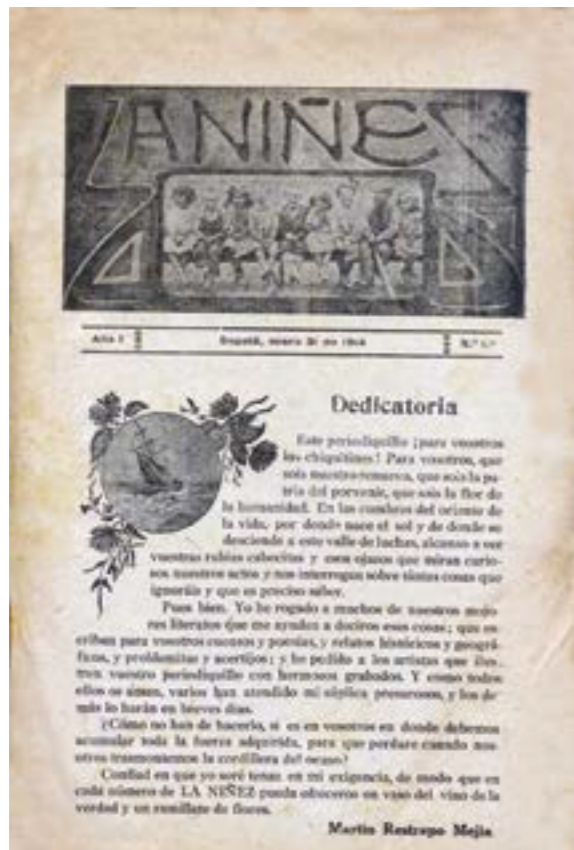 LA NIÑEZ
Año I
Bogotá, enero 31 de
N.º 1.º
Dedicatoria
Este periodiquillo ¡para vosotros
los chiquitines! Para vosotros, que
sois nuestro renuevo, que sois la pa-
tria del porvenir, que sois la flor de
la humanidad. En las cumbres del oriente de
la vida, por donde nace el sol y de donde se
desciende a este valle de luchas, alcanzo a ver
vuestras rubias cabecitas y esos ojazos que miran curio-
sos nuestros actos y nos interrogan sobre tantas cosas que
ignoráis y que es preciso saber.
Pues bien. Yo he rogado a muchos de nuestros mejo-
res literatos que me ayuden a deciros esas cosas; que es-
criban para vosotros cuentos y poesías, y relatos históricos y geográ-
ficos, y problemitas y acertijos; y he pedido a los artistas que ilus-
tren vuestro periodiquillo con hermosos grabados. Y como todos
ellos os aman, varios han atendido mi súplica presurosos, y los de-
más lo harán en breves días.
¿Cómo no han de hacerlo, si es en vosotros en donde debemos
acumular toda la fuerza adquirida, para que perdure cuando nos-
otros trasmontemos la cordillera del ocaso?
Confiad en que yo seré tenaz en mi exigencia, de modo que en
cada número de LA NIÑEZ pueda ofreceros un vaso del vino de la
verdad y un ramillete de flores.
Martín Restrepo Mejía